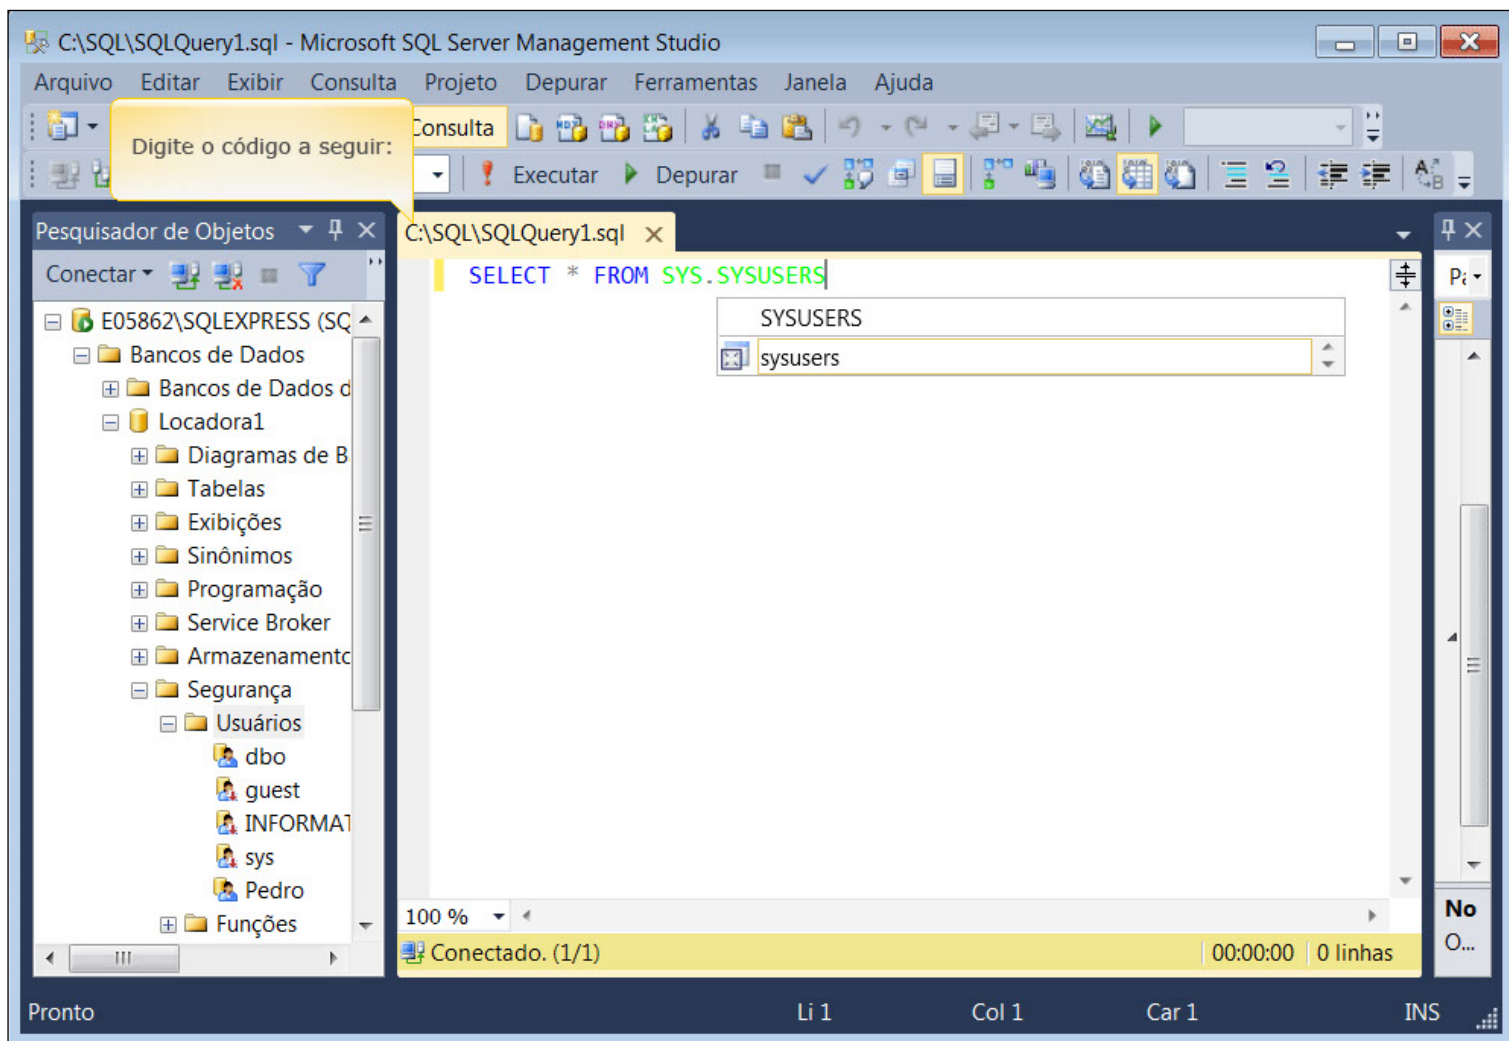 C:\SQL\SQLQuery1.sql - Microsoft SQL Server Management Studio
Arquivo Editar Exibir Consulta Projeto Depurar Ferramentas Janela Ajuda
Consulta
Digite o código a seguir:
Executar Depurar
Pesquisador de Objetos
C:\SQL\SQLQuery1.sql
Conectar
SELECT * FROM SYS.SYSUSERS
SYSUSERS
sysusers
E05862\SQLEXPRESS (SQ
Bancos de Dados
Bancos de Dados d
Locadora1
Diagramas de B
Tabelas
Exibições
Sinônimos
Programação
Service Broker
Armazenamento
Segurança
Usuários
dbo
guest
INFORMAT
sys
Pedro
Funções
100 %
Conectado. (1/1) 00:00:00 0 linhas
No
O...
Pronto Li 1 Col 1 Car 1 INS